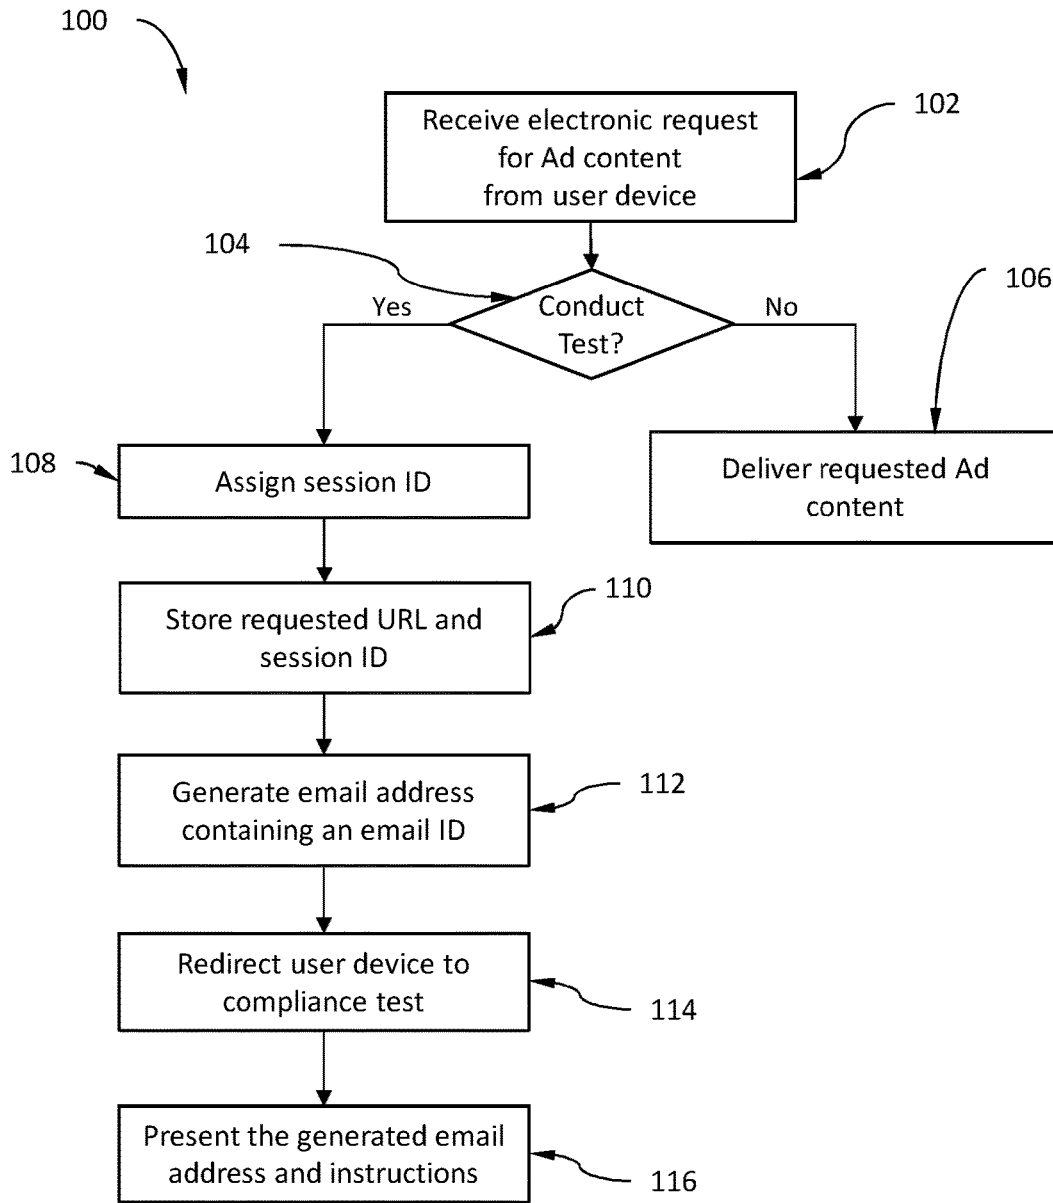 100
Receive electronic request
for Ad content
from user device
102
104
Conduct
Test?
Yes
No
106
108
Assign session ID
Deliver requested Ad
content
Store requested URL and
session ID
110
Generate email address
containing an email ID
112
Redirect user device to
compliance test
114
Present the generated email
address and instructions
116